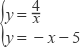 y = 4/x
y = -x - 5